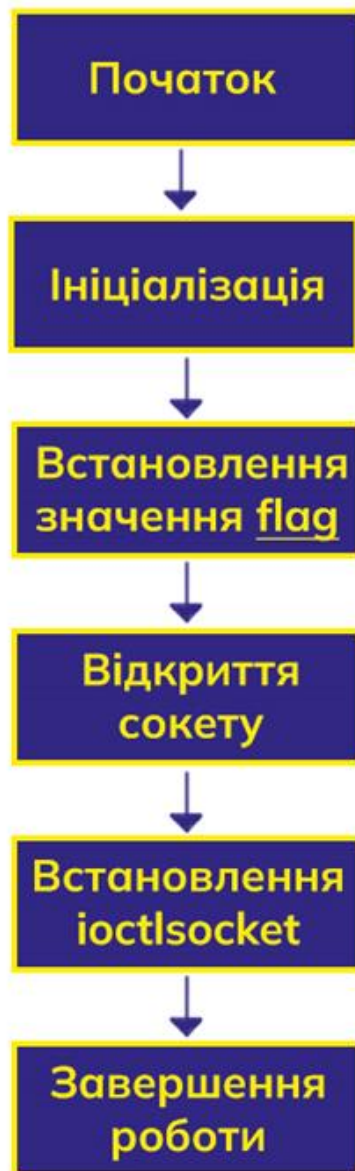 Початок
Ініціалізація
Встановлення
значення flag
Відкриття
сокету
Встановлення
ioctlsocket
Завершення
роботи